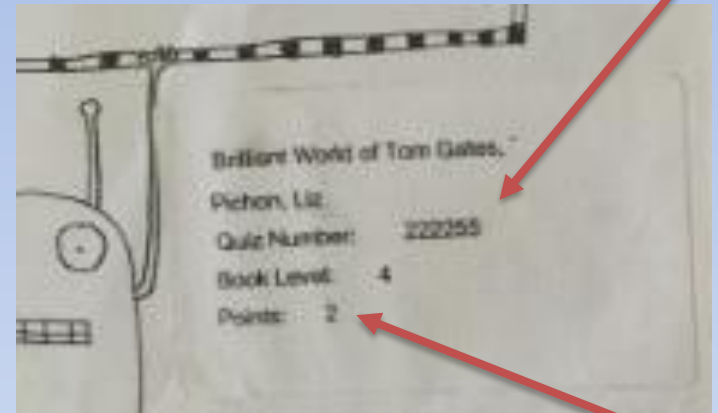 Brilliant World of Tom Gates,
Pichon, Liz
Quiz Number: 222255
Book Level: 4
Points: 2